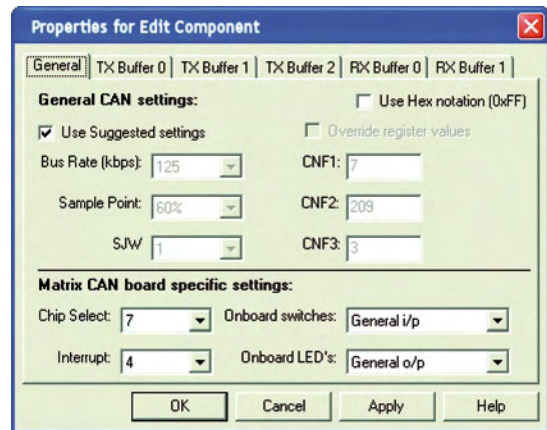 Properties for Edit Component
General TX Buffer 0 TX Buffer 1 TX Buffer 2 RX Buffer 0 RX Buffer 1
General CAN settings: Use Hex notation (0xFF)
Use Suggested settings Override register values
Bus Rate (kbps): 125 CNF1: 7
Sample Point: 60% CNF2: 209
SJW 1 CNF3: 3
Matrix CAN board specific settings:
Chip Select: 7 Onboard switches: General i/p
Interrupt: 4 Onboard LED's: General o/p
OK Cancel Apply Help